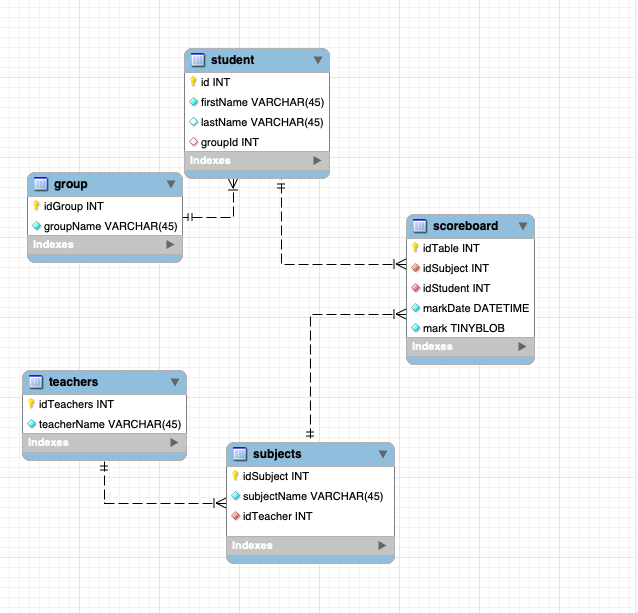 student
id INT
firstName VARCHAR(45)
lastName VARCHAR(45)
groupId INT
Indexes
group
idGroup INT
groupName VARCHAR(45)
Indexes
scoreboard
idTable INT
idSubject INT
idStudent INT
markDate DATETIME
mark TINYBLOB
Indexes
teachers
idTeachers INT
teacherName VARCHAR(45)
Indexes
subjects
idSubject INT
subjectName VARCHAR(45)
idTeacher INT
Indexes